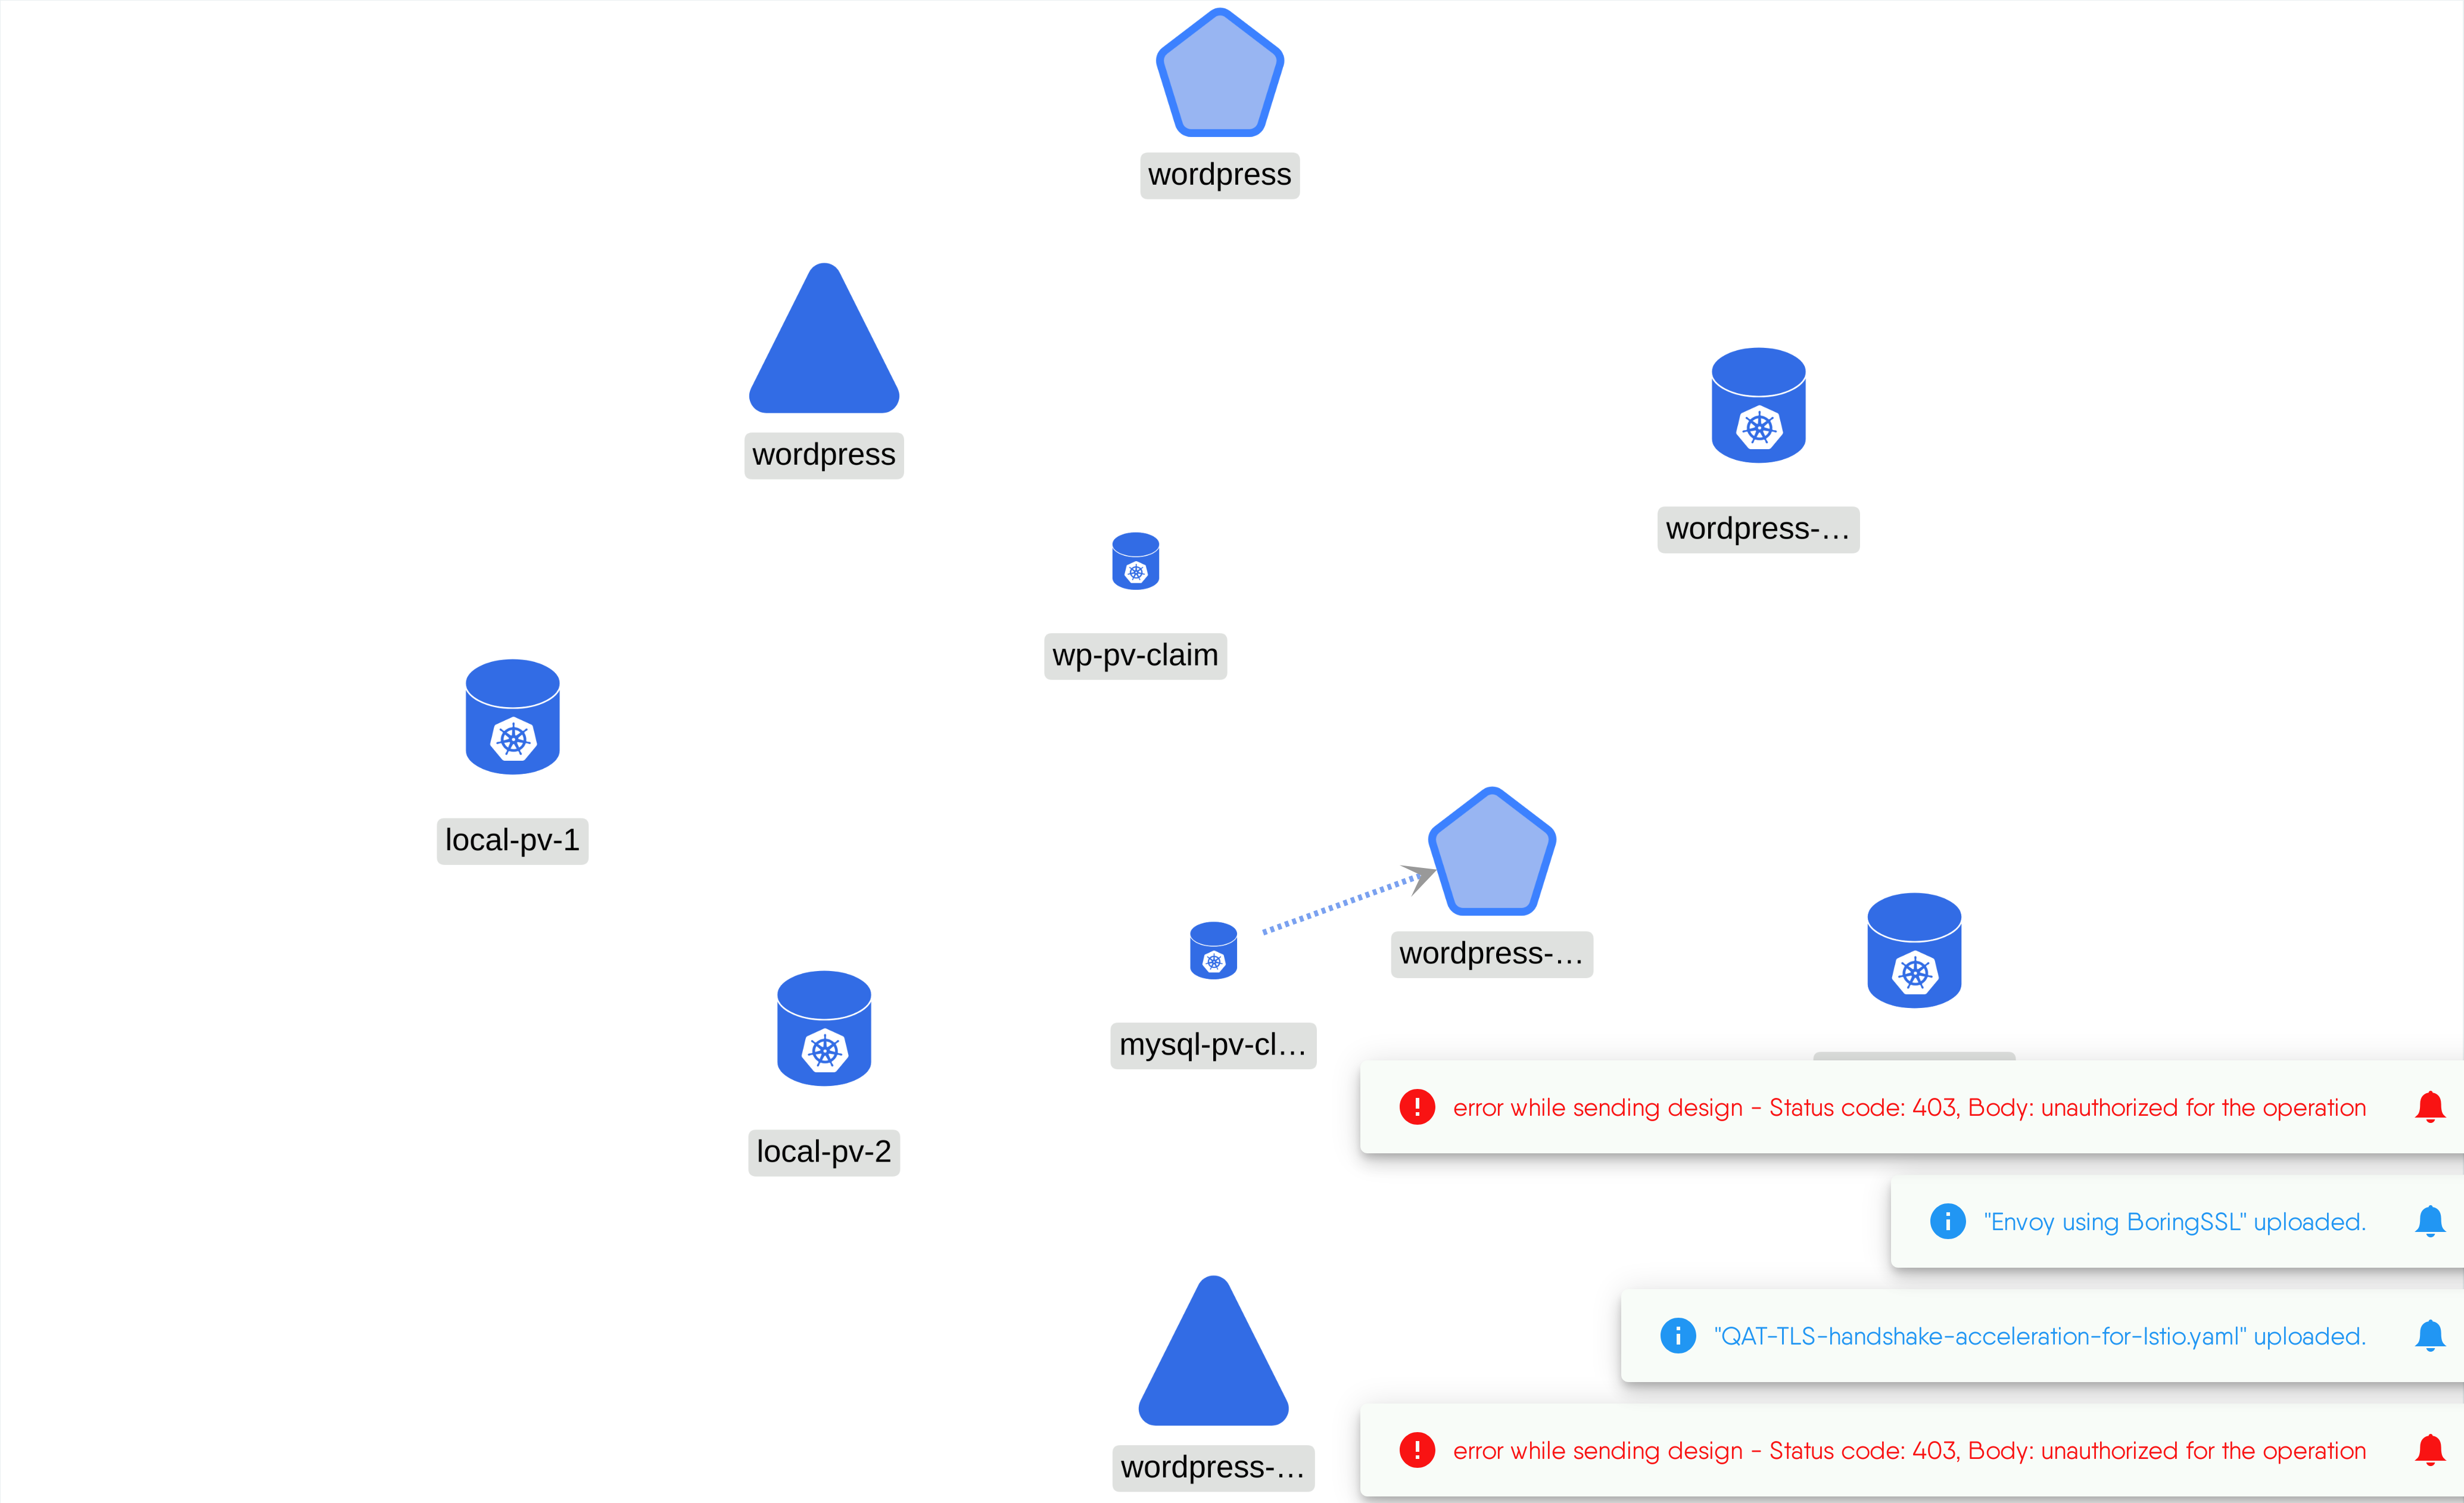 wordpress
wordpress
wordpress-...
wp-pv-claim
local-pv-1
wordpress-...
mysql-pv-cl...
local-pv-2
error while sending design - Status code: 403, Body: unauthorized for the operation
"Envoy using BoringSSL" uploaded.
"QAT-TLS-handshake-acceleration-for-Istio.yaml" uploaded.
error while sending design - Status code: 403, Body: unauthorized for the operation
wordpress-...